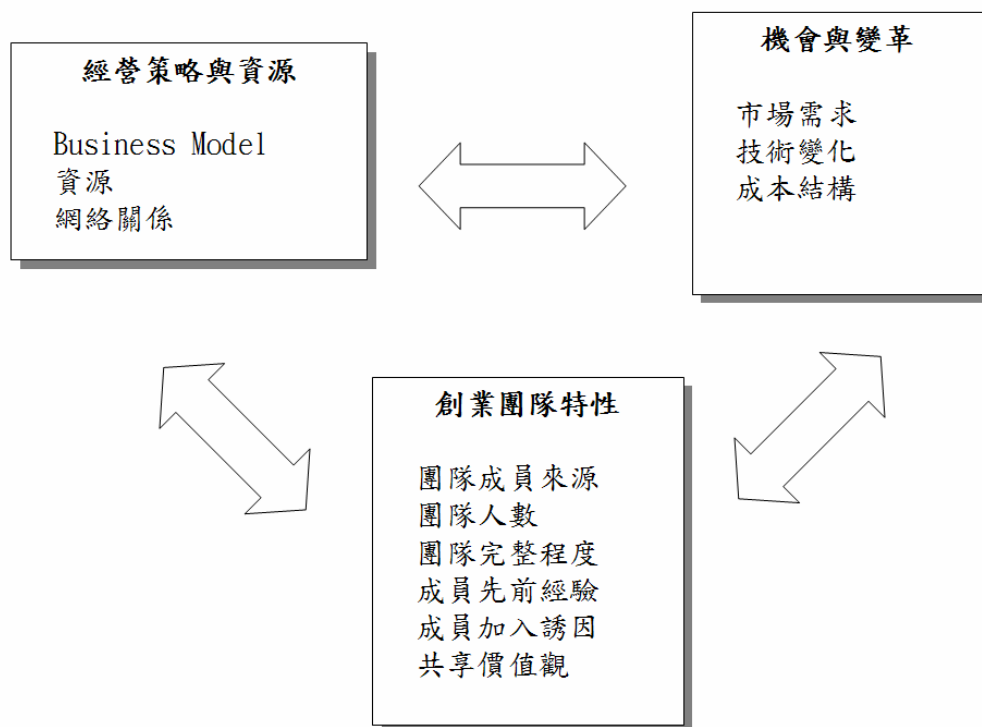 經營策略與資源
Business Model
資源
網絡關係
機會與變革
市場需求
技術變化
成本結構
創業團隊特性
團隊成員來源
團隊人數
團隊完整程度
成員先前經驗
成員加入誘因
共享價值觀